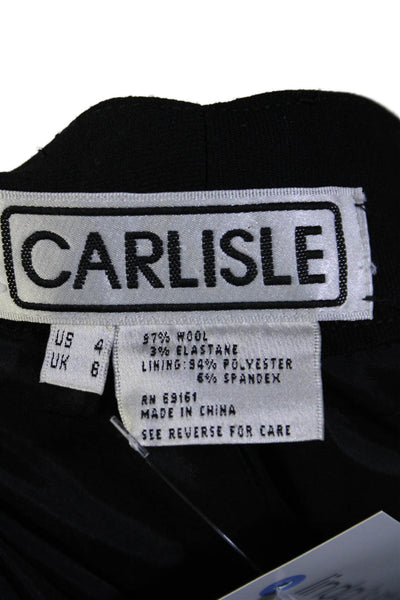 CARLISLE
US 4
UK 6
97% WOOL
3% ELASTANE
LINING: 94% POLYESTER
6% SPANDEX
RN 69161
MADE IN CHINA
SEE REVERSE FOR CARE